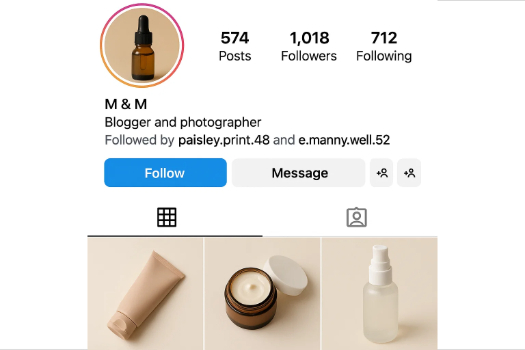 574 1,018 712
Posts Followers Following
M & M
Blogger and photographer
Followed by paisley.print.48 and e.manny.well.52
Follow Message